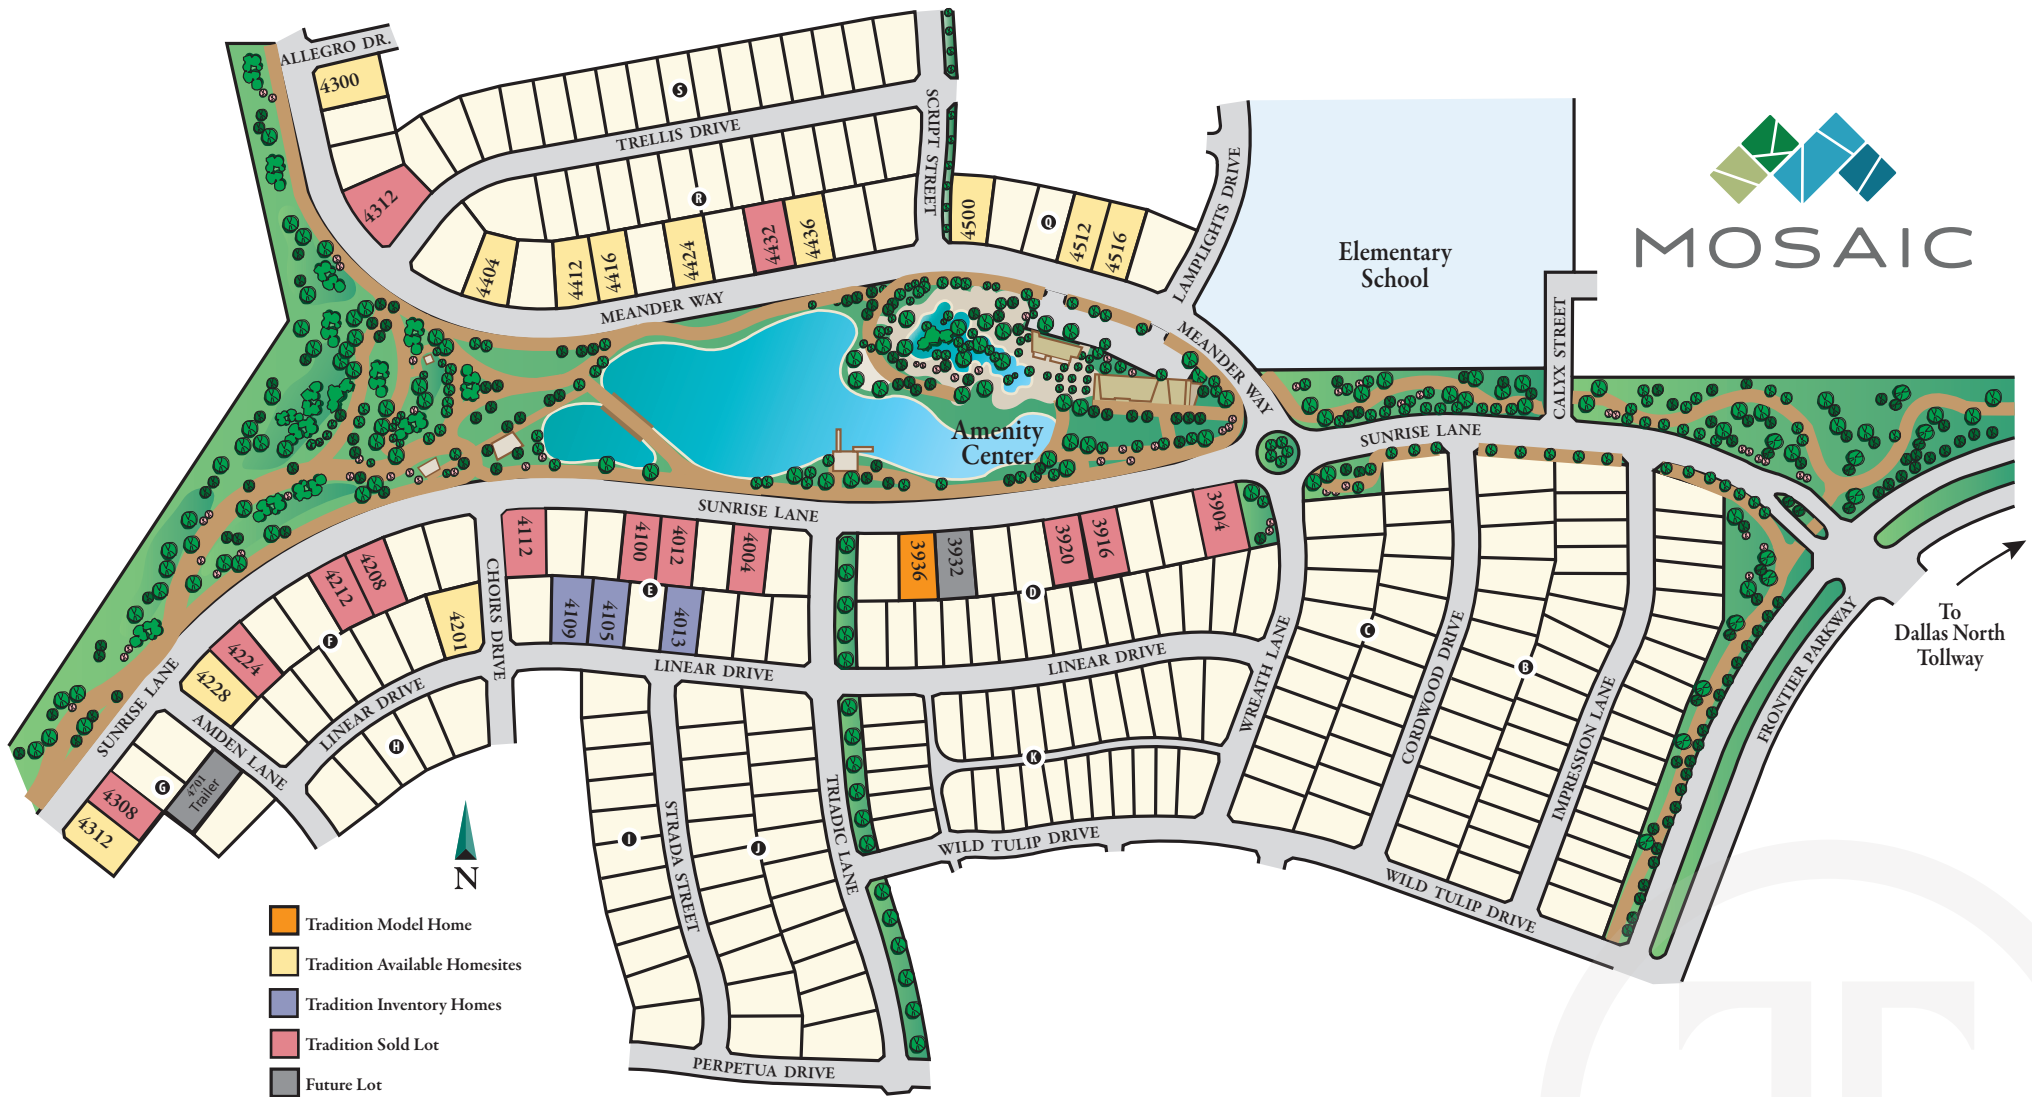 ALLEGRO DR.
4300
4312
S
TRELLIS DRIVE
SCRIPT STREET
R
4404
4412
4416
4424
4432
4436
MEANDER WAY
4500
Q
4512
4516
LAMPLIGHTS DRIVE
Elementary
School
MOSAIC
CALYX STREET
MEANDER WAY
Amenity
Center
SUNRISE LANE
SUNRISE LANE
4112
4100
4012
4004
3936
3932
3920
3916
3904
E
D
4109
4105
4013
CHOIRS DRIVE
4208
4212
4201
F
4224
4228
SUNRISE LANE
AMDEN LANE
LINEAR DRIVE
LINEAR DRIVE
LINEAR DRIVE
WREATH LANE
C
CORDWOOD DRIVE
B
IMPRESSION LANE
FRONTIER PARKWAY
To
Dallas North
Tollway
H
G
4701
Trailer
4308
4312
K
I
STRADA STREET
J
TRIADIC LANE
WILD TULIP DRIVE
WILD TULIP DRIVE
PERPETUA DRIVE
N
Tradition Model Home
Tradition Available Homesites
Tradition Inventory Homes
Tradition Sold Lot
Future Lot